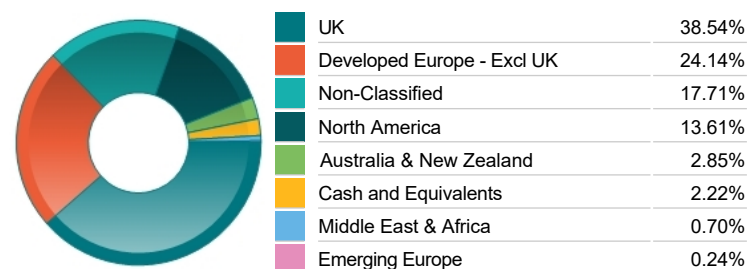 UK 38.54%
Developed Europe - Excl UK 24.14%
Non-Classified 17.71%
North America 13.61%
Australia & New Zealand 2.85%
Cash and Equivalents 2.22%
Middle East & Africa 0.70%
Emerging Europe 0.24%